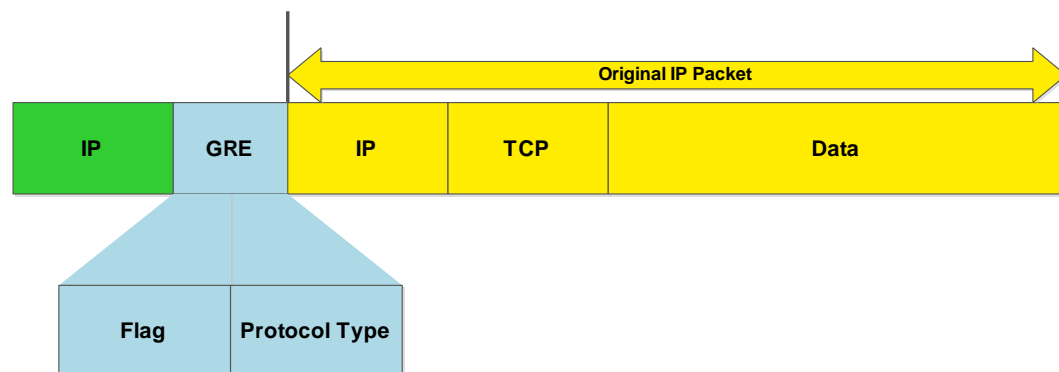 Original IP Packet
IP GRE IP TCP Data
Flag Protocol Type